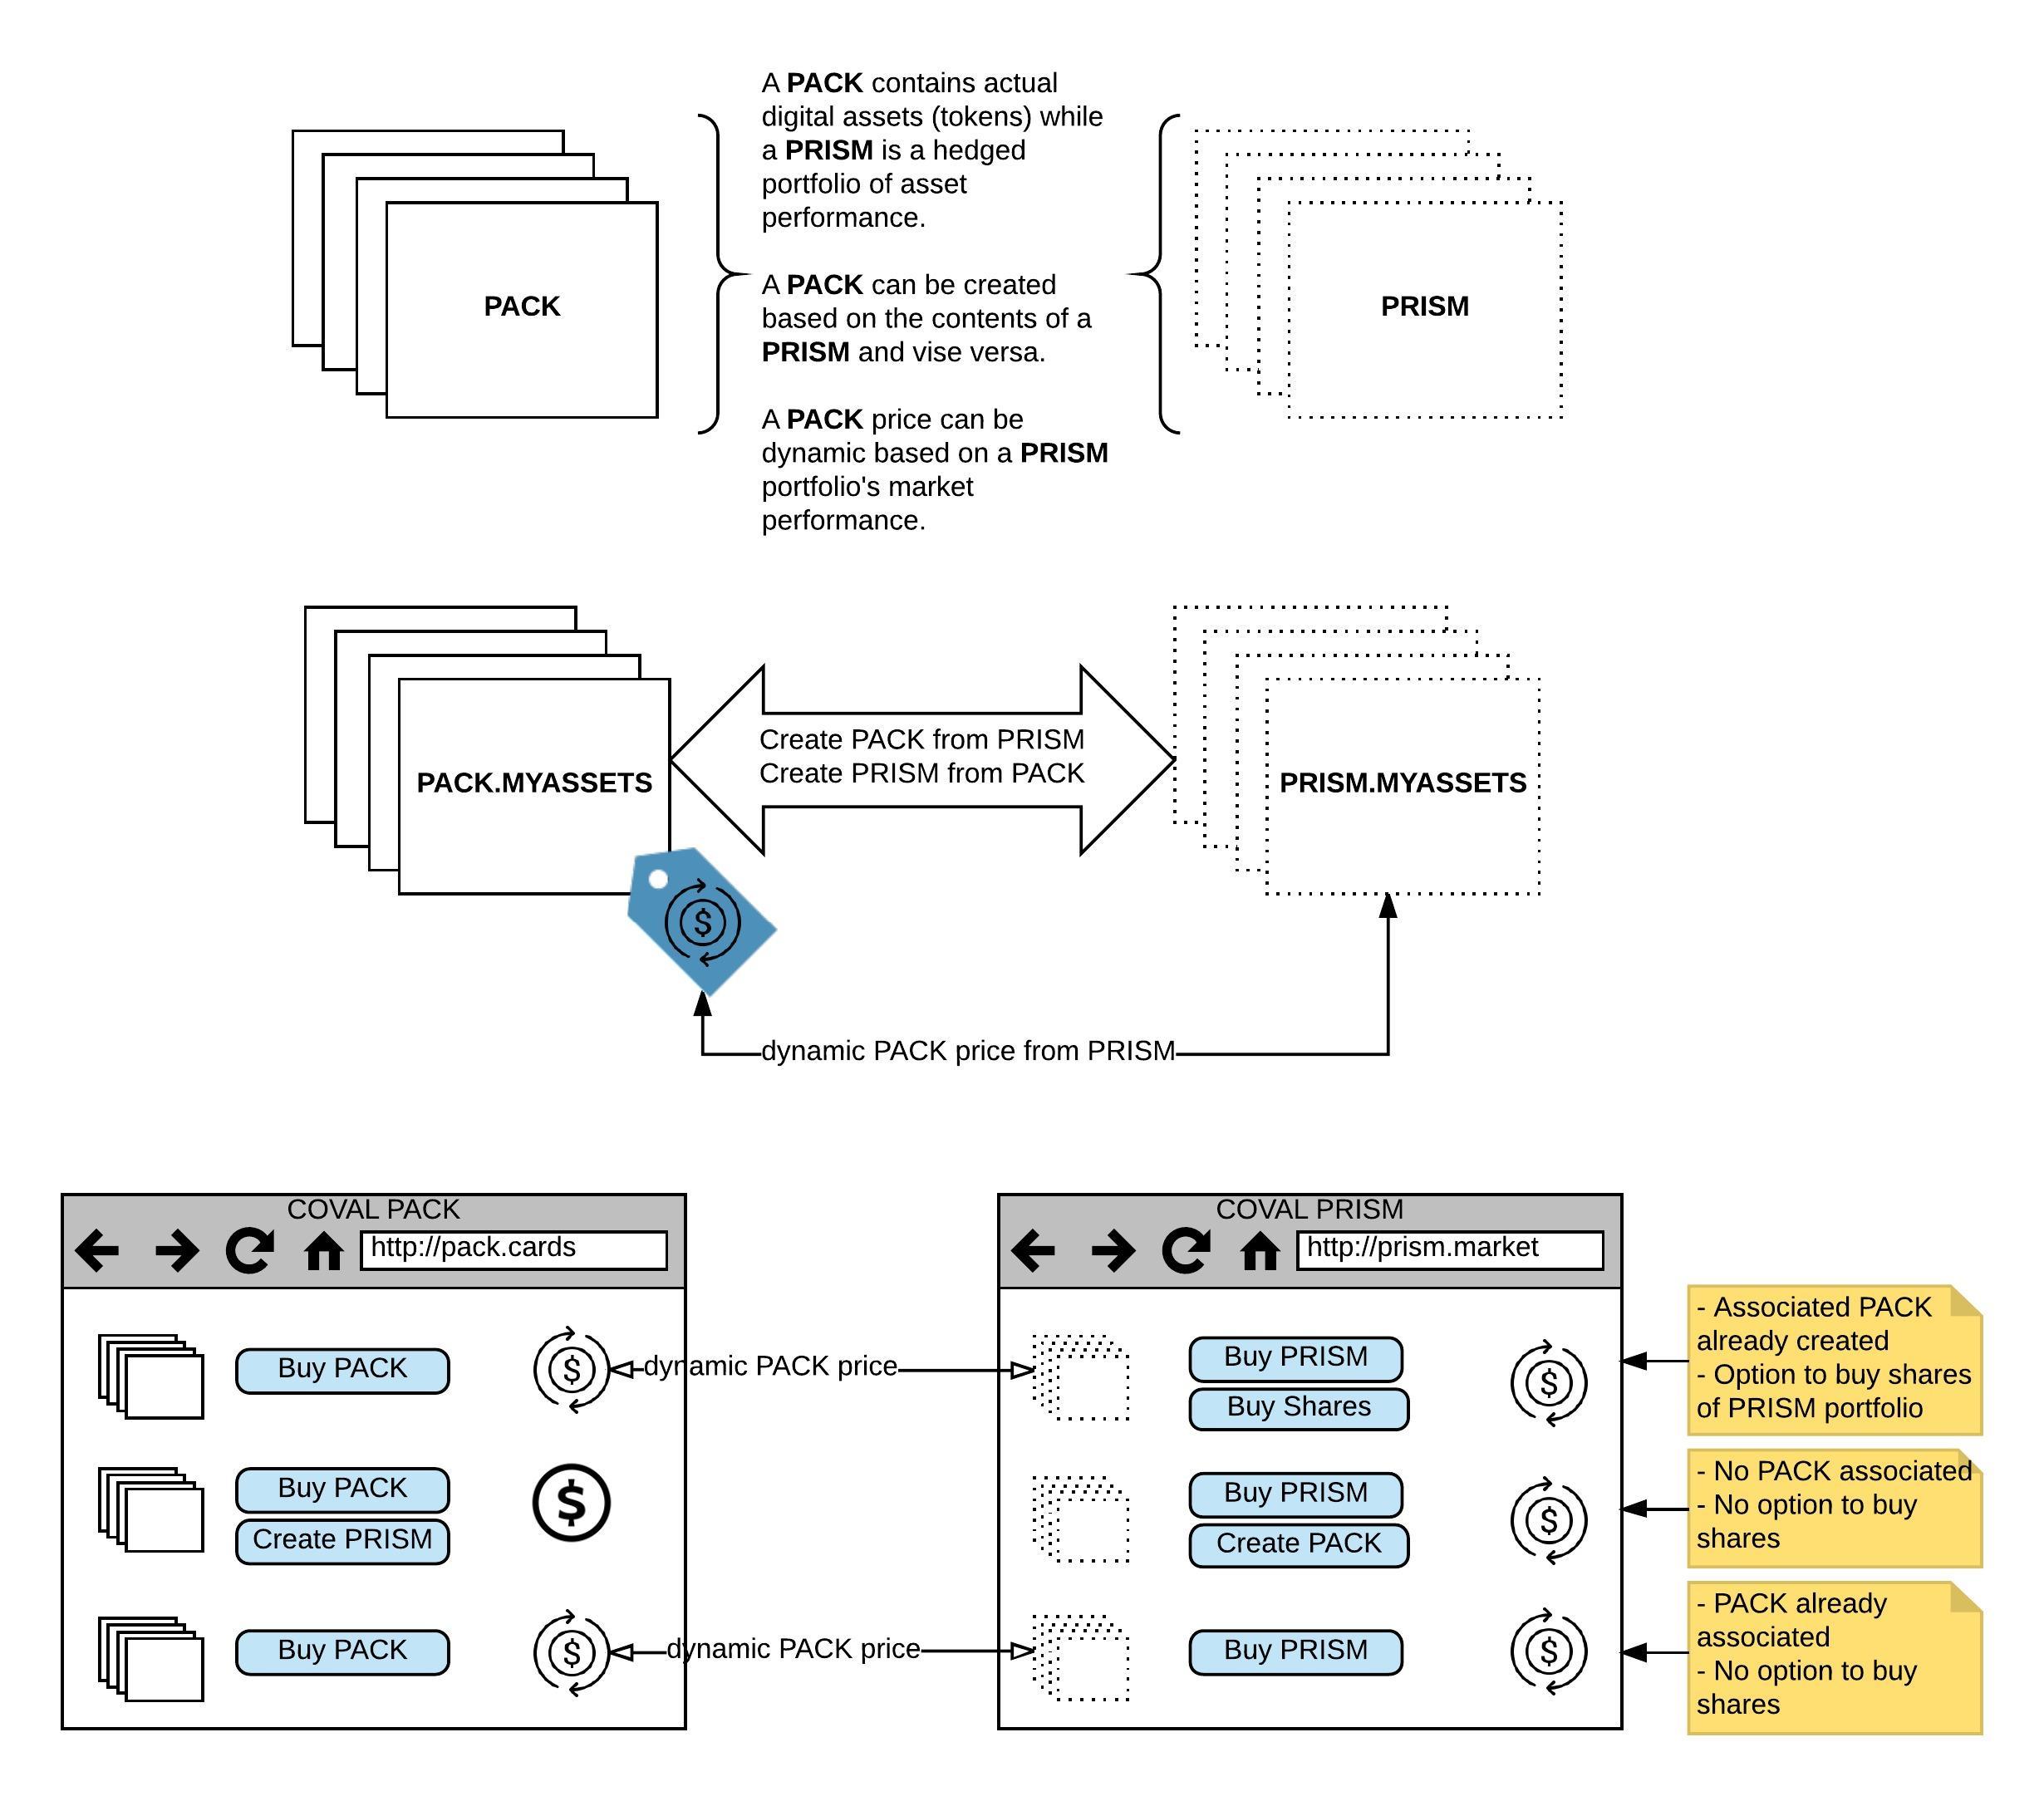 A PACK contains actual
digital assets (tokens) while
a PRISM is a hedged
portfolio of asset
performance.
A PACK can be created
based on the contents of a
PRISM and vise versa.
A PACK price can be
dynamic based on a PRISM
portfolio's market
performance.
PACK
PRISM
Create PACK from PRISM
Create PRISM from PACK
PACK.MYASSETS
PRISM.MYASSETS
$
dynamic PACK price from PRISM
COVAL PACK
http://pack.cards
Buy PACK
$
dynamic PACK price
Buy PACK
Create PRISM
$
Buy PACK
$
dynamic PACK price
COVAL PRISM
http://prism.market
Buy PRISM
Buy Shares
$
Buy PRISM
Create PACK
$
Buy PRISM
$
- Associated PACK
already created
- Option to buy shares
of PRISM portfolio
- No PACK associated
- No option to buy
shares
- PACK already
associated
- No option to buy
shares